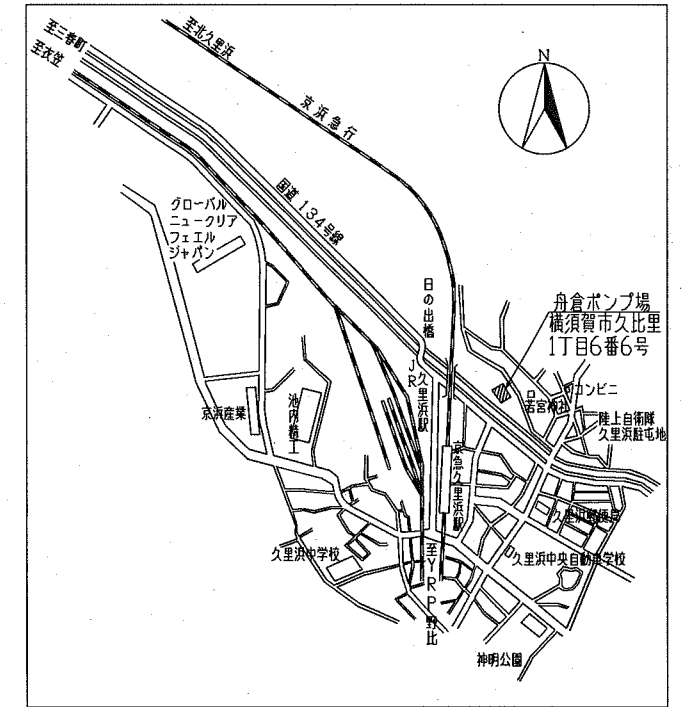 至三春町
至衣笠
至北久里浜
京浜急行
N
国道134号線
グローバル
ニュークリア
フェエル
ジャパン
日の出橋
舟倉ポンプ場
横須賀市久比里
1丁目6番6号
JR久里浜駅
コンビニ
若宮神社
陸上自衛隊
久里浜駐屯地
京浜産業
池内精工
京急久里浜駅
久里浜郵便局
久里浜中学校
久里浜中央自動車学校
至YRP野比
神明公園